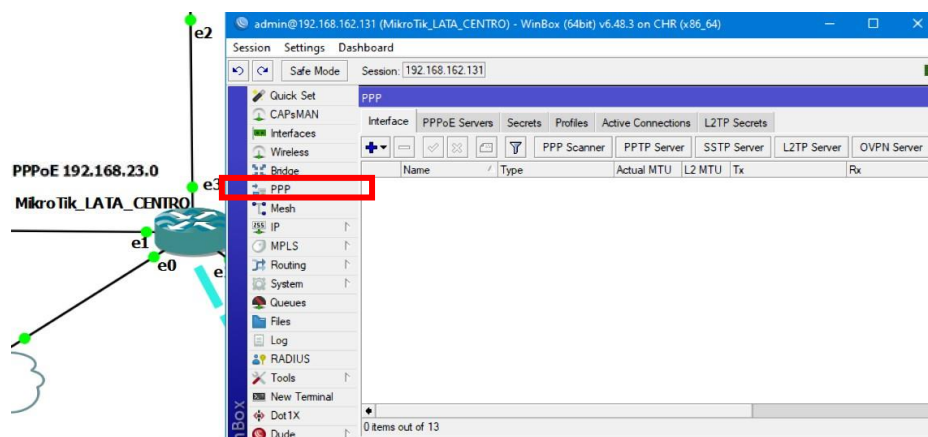 e2
PPPoE 192.168.23.0
e3
MikroTik_LATA_CENTRO
e1
e0
e
admin@192.168.162.131 (MikroTik_LATA_CENTRO) - WinBox (64bit) v6.48.3 on CHR (x86_64)
Session Settings Dashboard
Safe Mode Session: 192.168.162.131
Quick Set
CAPsMAN
Interfaces
Wireless
Bridge
PPP
Mesh
IP
MPLS
Routing
System
Queues
Files
Log
RADIUS
Tools
New Terminal
Dot1X
Dude
nBox
PPP
Interface PPPoE Servers Secrets Profiles Active Connections L2TP Secrets
PPP Scanner PPTP Server SSTP Server L2TP Server OVPN Server
Name Type Actual MTU L2 MTU Tx Rx
0 items out of 13